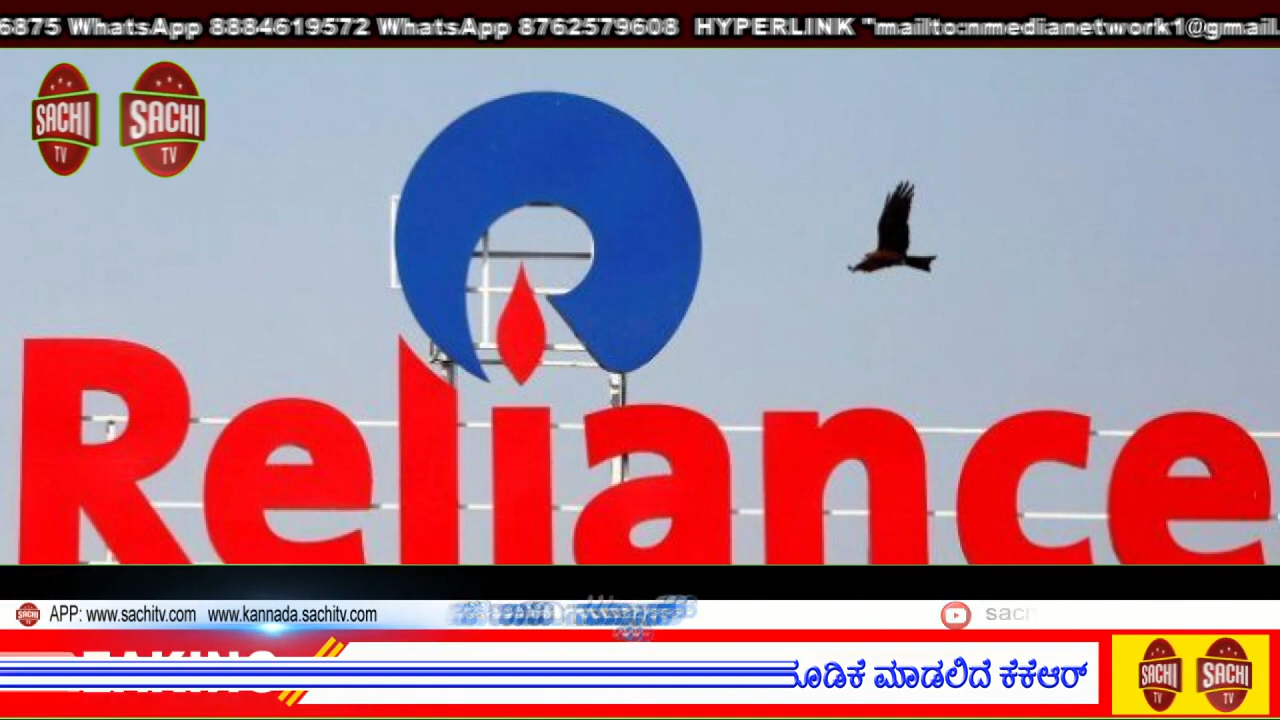 6875 WhatsApp 8884619572 WhatsApp 8762579608 HYPERLINK "mailto:nmedianetwork1@gmail.
SACHI TV SACHI TV
Reliance
SACHI APP: www.sachitv.com www.kannada.sachitv.com
ಮಾಡಲಿದೆ ಕೆಕೆಆರ್
SACHI TV SACHI TV